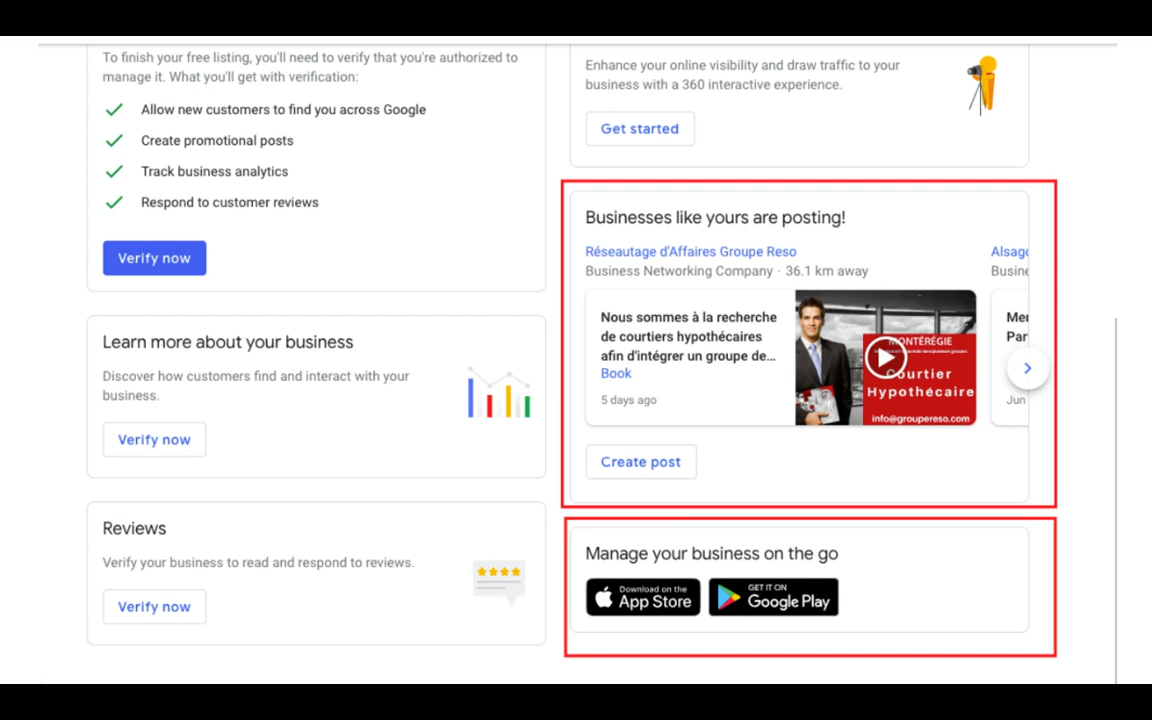 To finish your free listing, you'll need to verify that you're authorized to
manage it. What you'll get with verification:
Allow new customers to find you across Google
Create promotional posts
Track business analytics
Respond to customer reviews
Verify now
Learn more about your business
Discover how customers find and interact with your
business.
Verify now
Reviews
Verify your business to read and respond to reviews.
Verify now
Enhance your online visibility and draw traffic to your
business with a 360 interactive experience.
Get started
Businesses like yours are posting!
Réseautage d'Affaires Groupe Reso
Business Networking Company · 36.1 km away
Nous sommes à la recherche
de courtiers hypothécaires
afin d'intégrer un groupe de...
Book
5 days ago
MONTÉRÉGIE
Courtier
Hypothécaire
info@groupereso.com
Alsago
Busine
Mer
Par
Jun
Create post
Manage your business on the go
Download on the
App Store
GET IT ON
Google Play